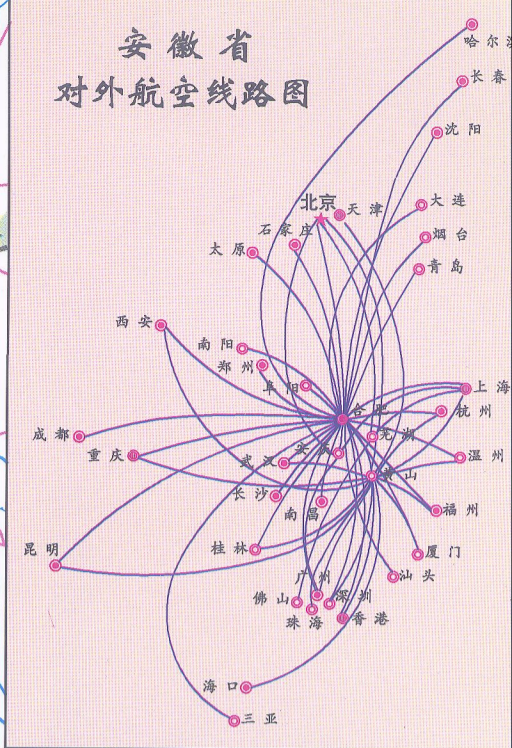 安徽省
对外航空线路图
哈尔滨
长春
沈阳
北京
天津
大连
石家庄
烟台
太原
青岛
西安
南阳
郑州
阜阳
上海
合肥
杭州
成都
芜湖
重庆
武汉
安庆
温州
黄山
长沙
南昌
福州
昆明
桂林
厦门
广州
汕头
佛山
深圳
珠海
香港
海口
三亚